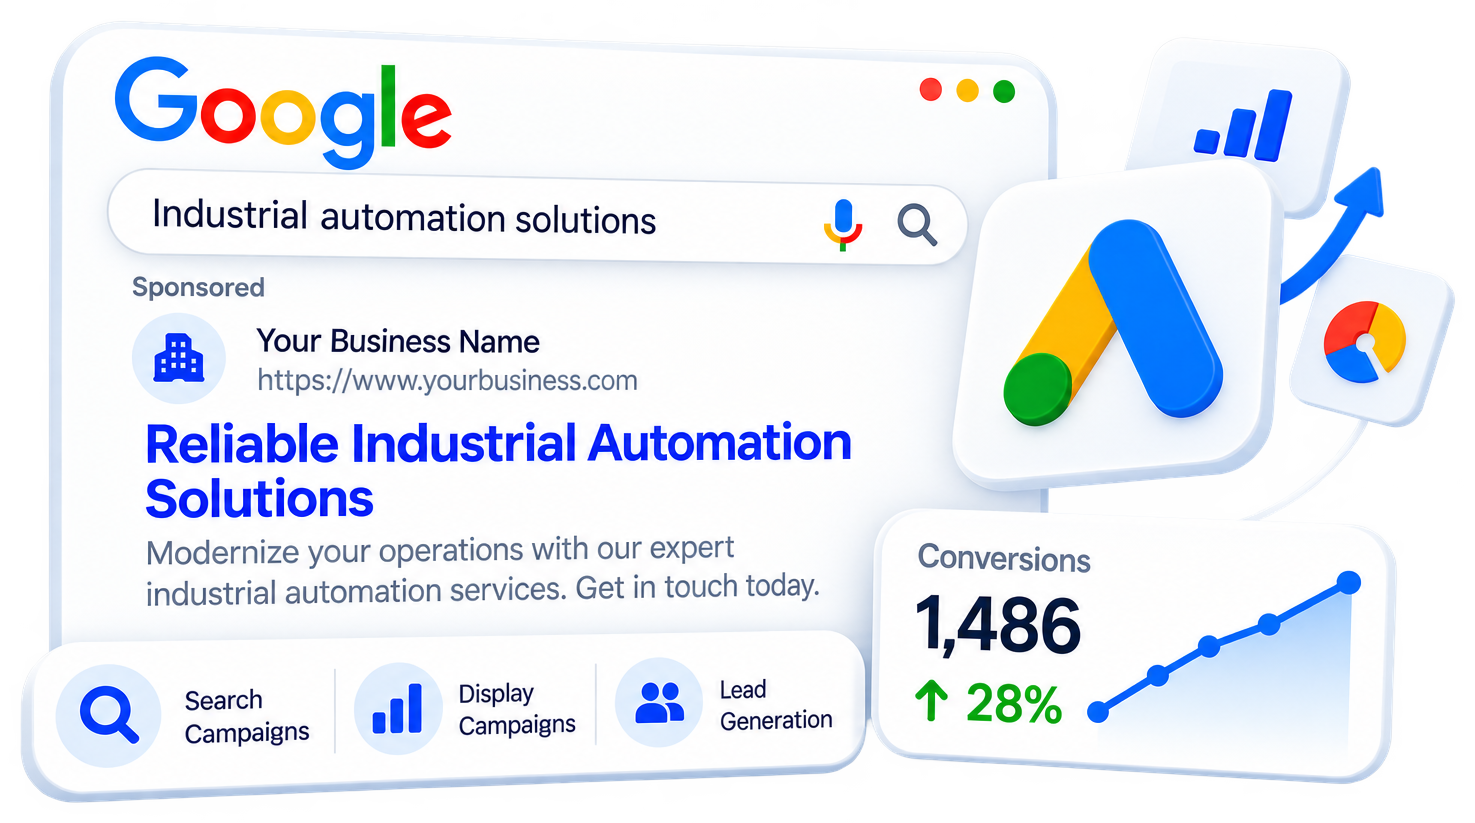 Google
Industrial automation solutions
Sponsored
Your Business Name
https://www.yourbusiness.com
Reliable Industrial Automation
Solutions
Modernize your operations with our expert
industrial automation services. Get in touch today.
Search
Campaigns
Display
Campaigns
Lead
Generation
Conversions
1,486
↑ 28%